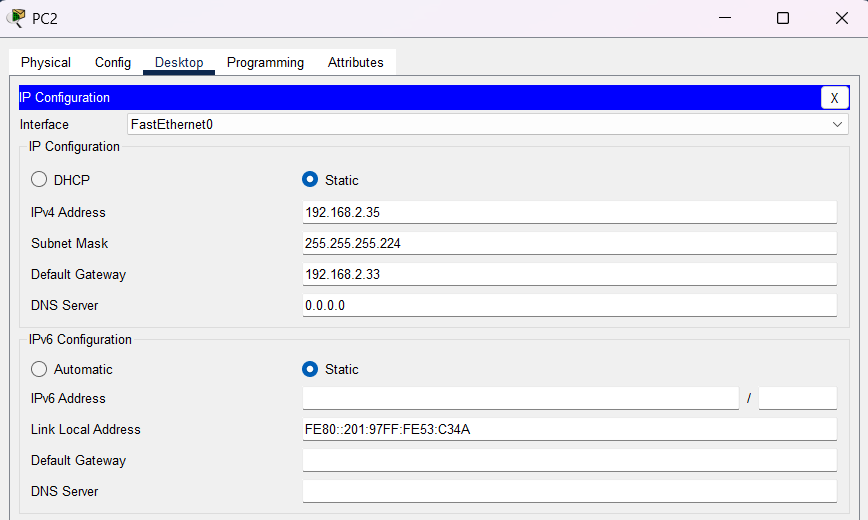 PC2
Physical Config Desktop Programming Attributes
IP Configuration X
Interface FastEthernet0
IP Configuration
DHCP Static
IPv4 Address 192.168.2.35
Subnet Mask 255.255.255.224
Default Gateway 192.168.2.33
DNS Server 0.0.0.0
IPv6 Configuration
Automatic Static
IPv6 Address /
Link Local Address FE80::201:97FF:FE53:C34A
Default Gateway
DNS Server